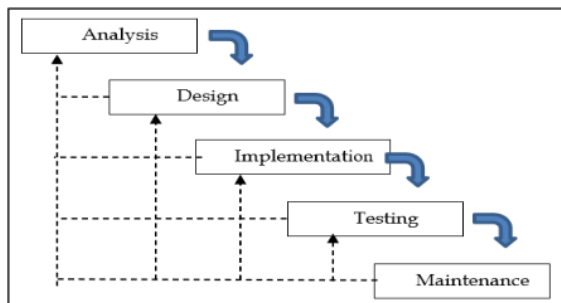 Analysis
Design
Implementation
Testing
Maintenance